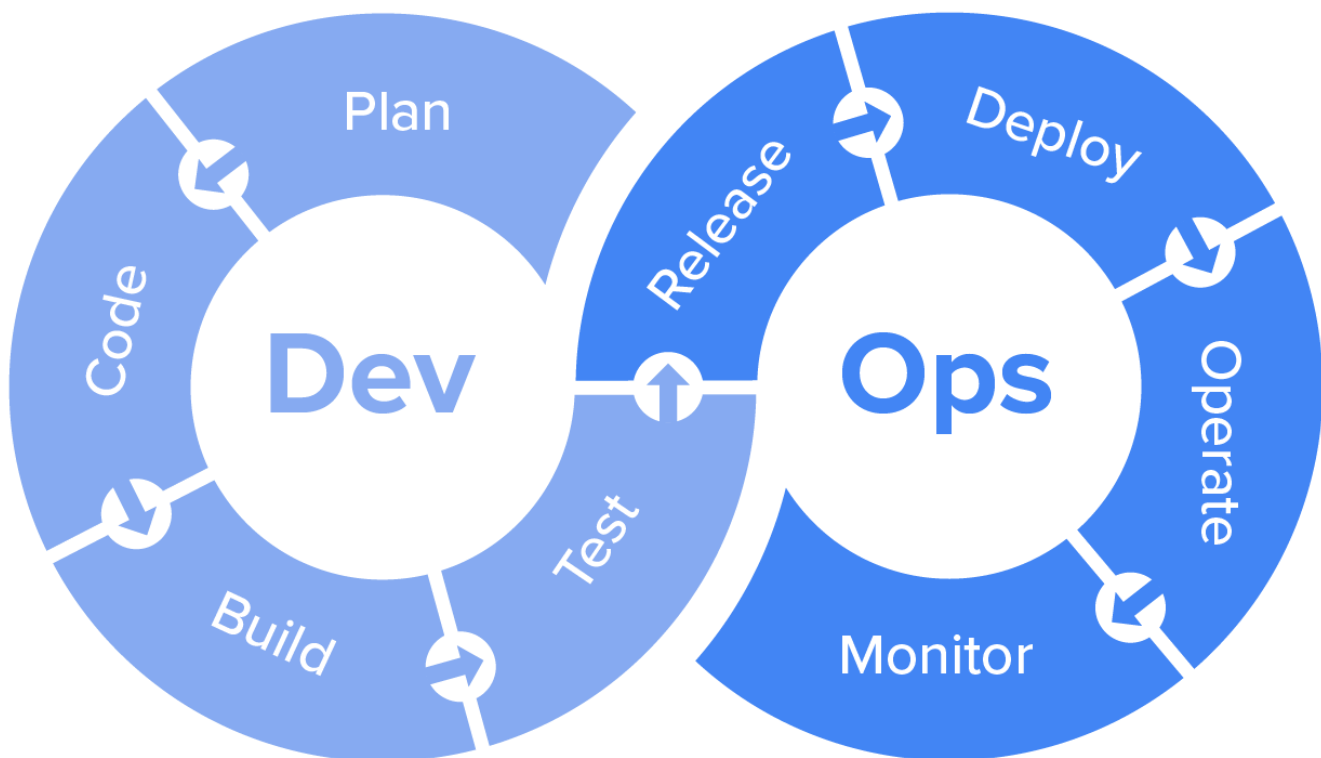 Plan
Code
Build
Test
Release
Deploy
Operate
Monitor
Dev
Ops